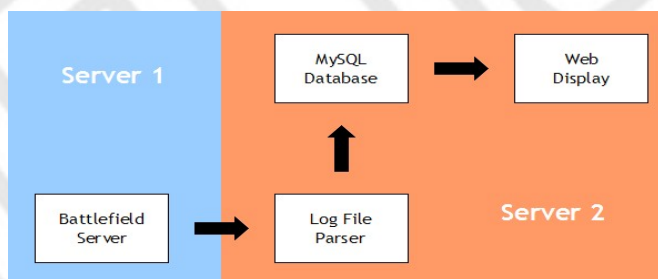 Server 1
MySQL
Database
Web
Display
Battlefield
Server
Log File
Parser
Server 2